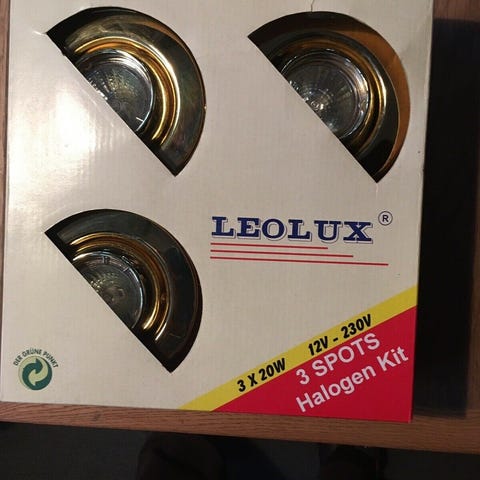 LEOLUX ®
3 X 20W 12V - 230V
3 SPOTS
Halogen Kit
DER GRÜNE PUNKT